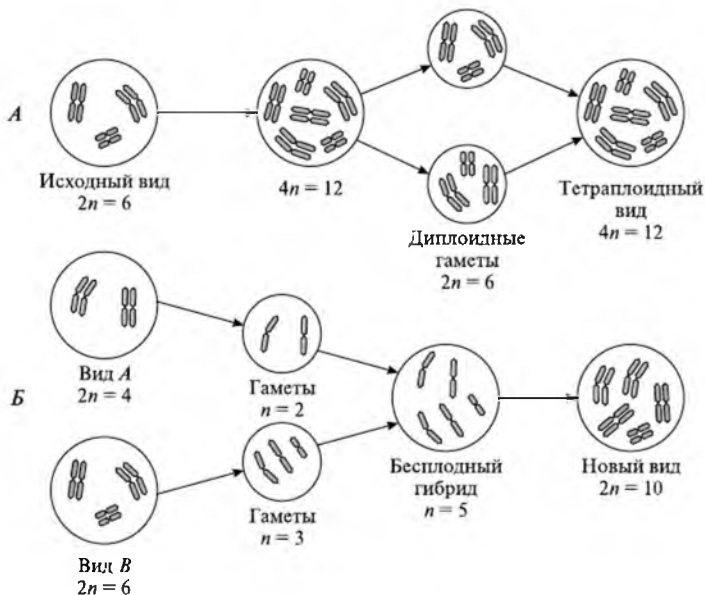 А
Исходный вид
2n = 6
4n = 12
Диплоидные
гаметы
2n = 6
Тетраплоидный
вид
4n = 12
Б
Вид А
2n = 4
Гаметы
n = 2
Вид В
2n = 6
Гаметы
n = 3
Бесплодный
гибрид
n = 5
Новый вид
2n = 10